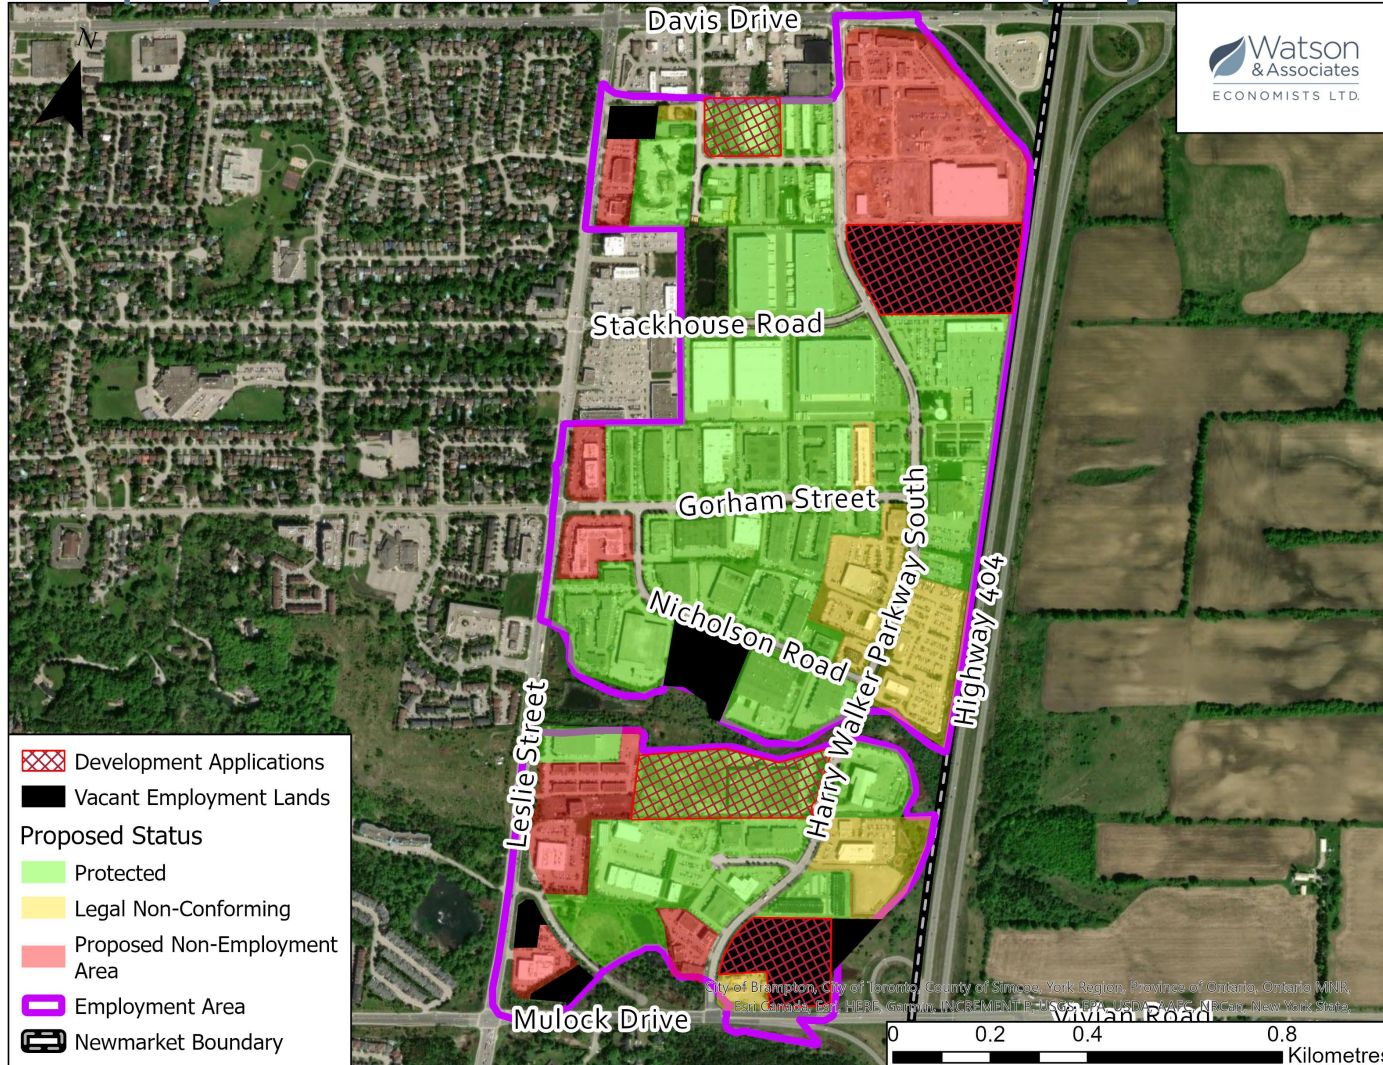 Davis Drive
N
Watson
& Associates
ECONOMISTS LTD.
Stackhouse Road
Gorham Street
Harry Walker Parkway South
Nicholson Road
Highway 404
Leslie Street
Development Applications
Vacant Employment Lands
Proposed Status
Protected
Legal Non-Conforming
Proposed Non-Employment
Area
Employment Area
Newmarket Boundary
City of Brampton, City of Toronto, County of Simcoe, York Region, Province of Ontario, Ontario MNR,
Esri Canada, Esri, HERE, Garmin, INCREMENT P, USGS, EPA, USDA, AAFC, NRCan, New York State,
Mulock Drive
Vivian Road
0 0.2 0.4 0.8
Kilometres